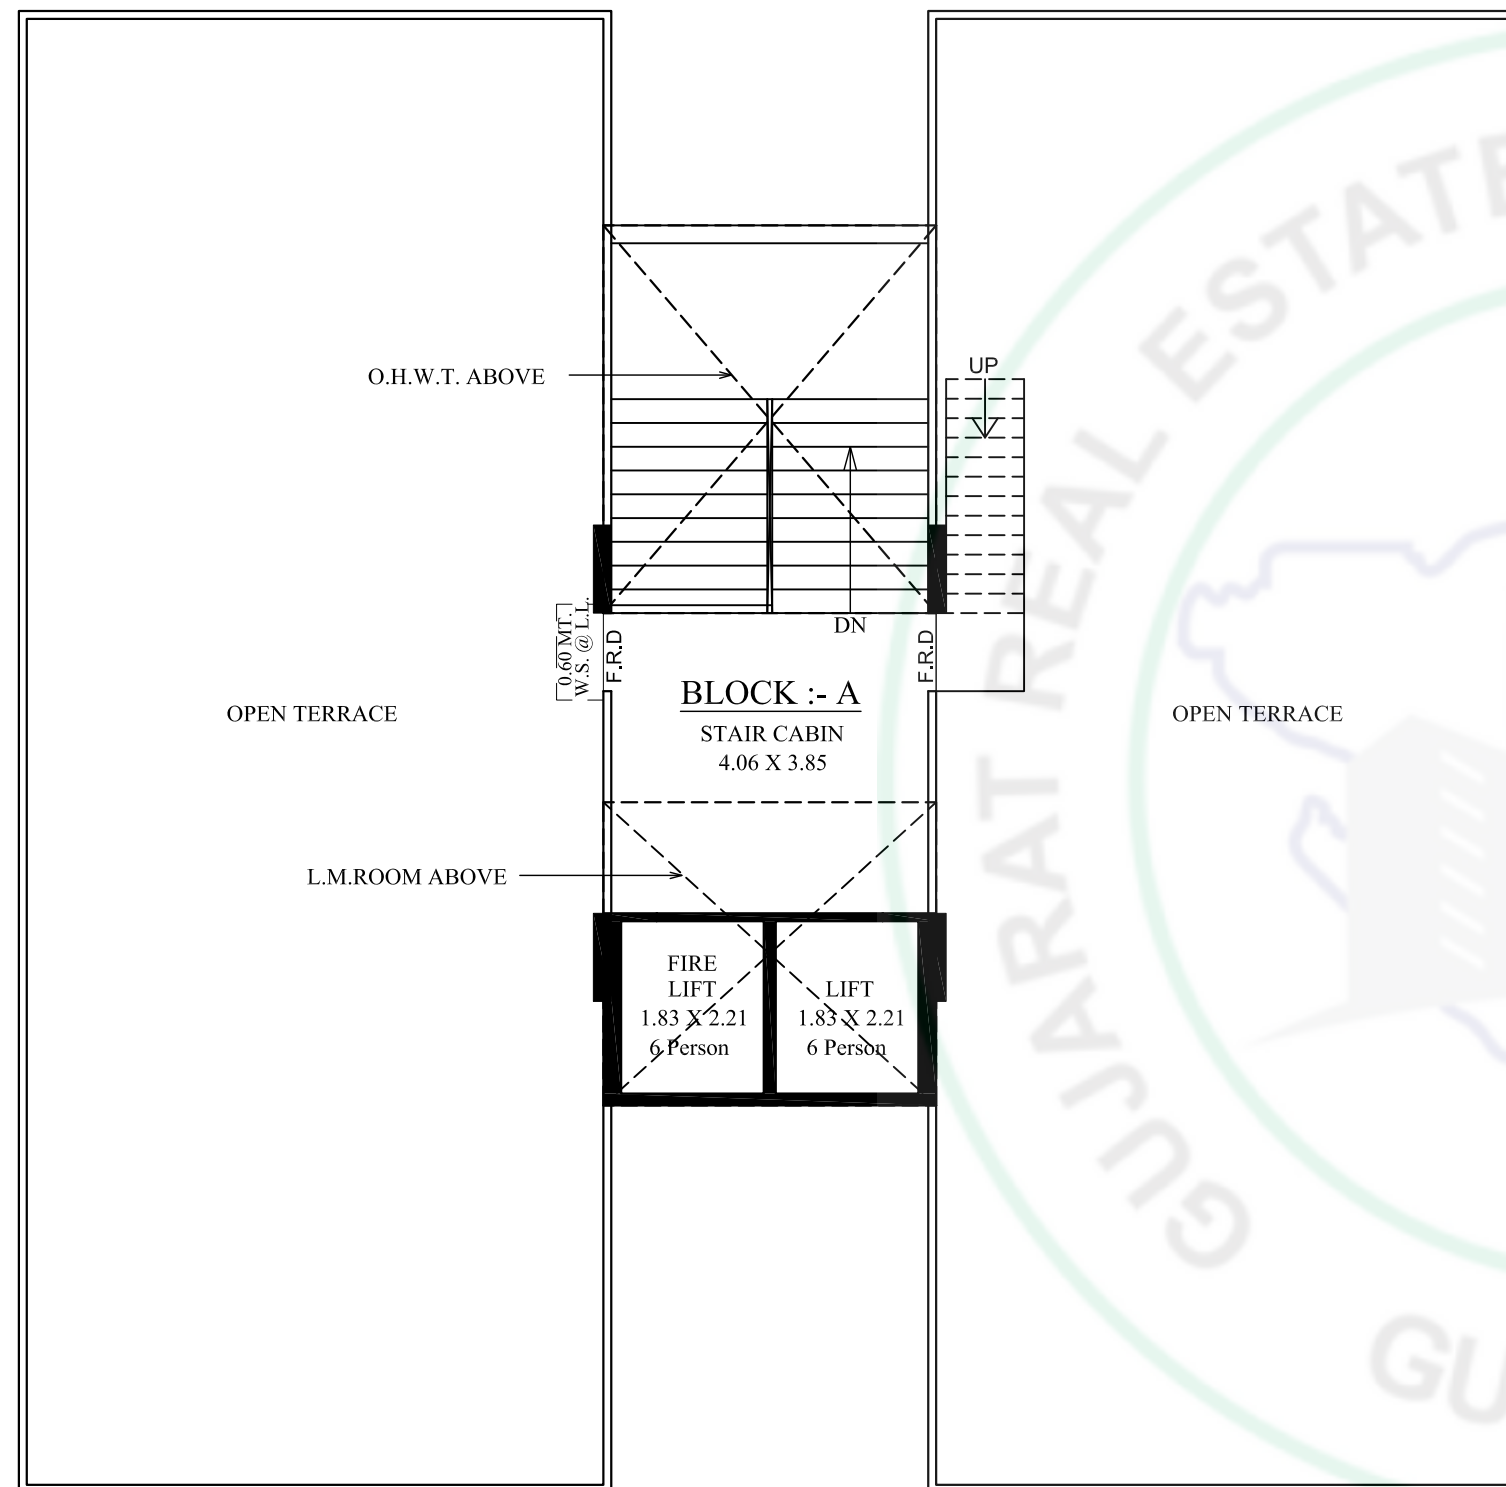 UP
O.H.W.T. ABOVE
DN
0.60 MT.
W.S. @ L.L.
F.R.D
F.R.D
BLOCK :- A
STAIR CABIN
4.06 X 3.85
OPEN TERRACE
OPEN TERRACE
L.M.ROOM ABOVE
FIRE
LIFT
1.83 X 2.21
6 Person
LIFT
1.83 X 2.21
6 Person
GUJARAT REAL ESTATE
GU